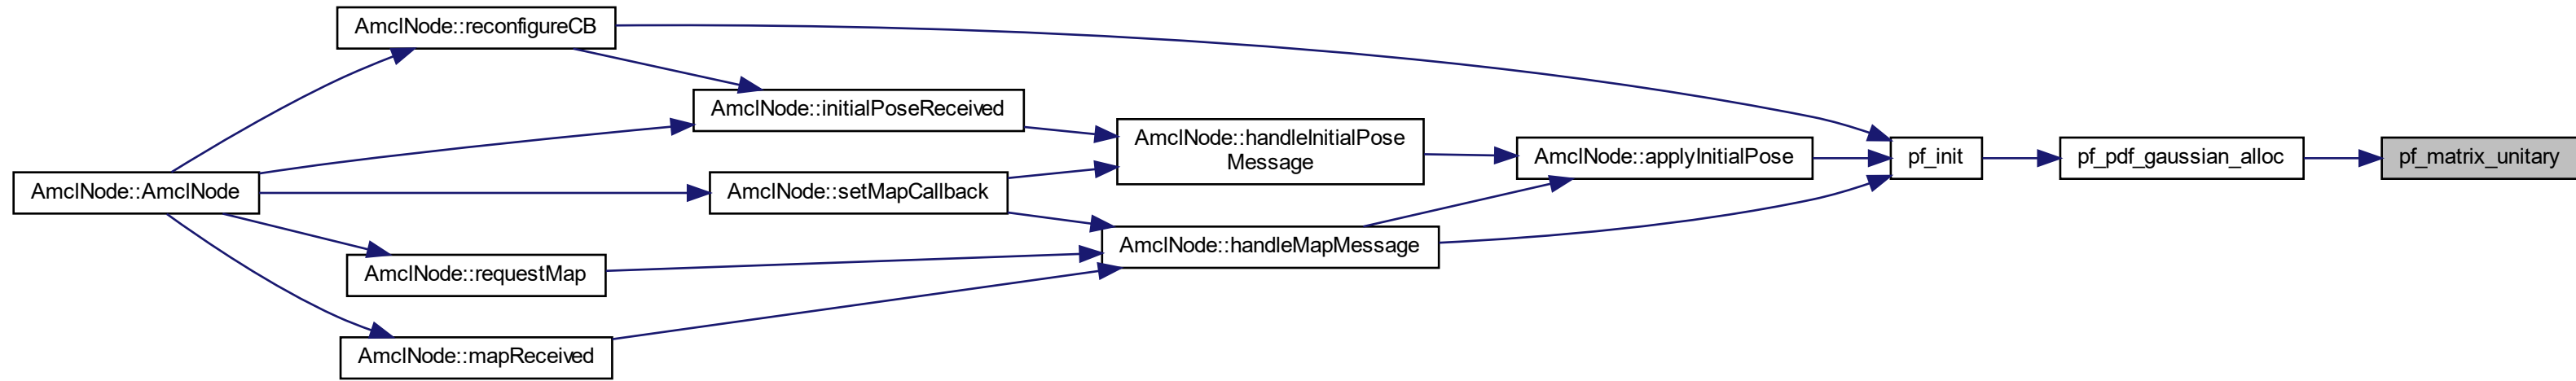 AmclNode::reconfigureCB
AmclNode::initialPoseReceived
AmclNode::handleInitialPose
Message
AmclNode::applyInitialPose
pf_init
pf_pdf_gaussian_alloc
pf_matrix_unitary
AmclNode::AmclNode
AmclNode::setMapCallback
AmclNode::handleMapMessage
AmclNode::requestMap
AmclNode::mapReceived